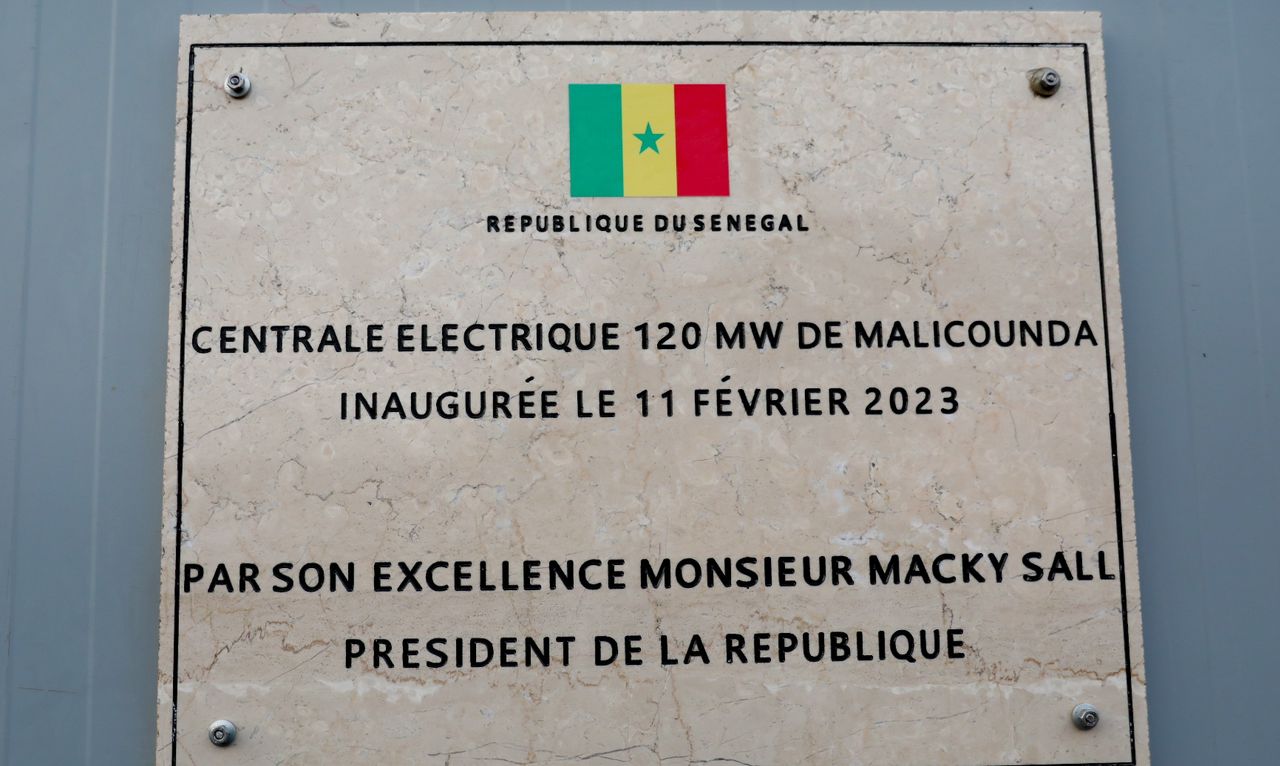 REPUBLIQUE DU SENEGAL
CENTRALE ELECTRIQUE 120 MW DE MALICOUNDA
INAUGURÉE LE 11 FÉVRIER 2023
PAR SON EXCELLENCE MONSIEUR MACKY SALL
PRESIDENT DE LA REPUBLIQUE